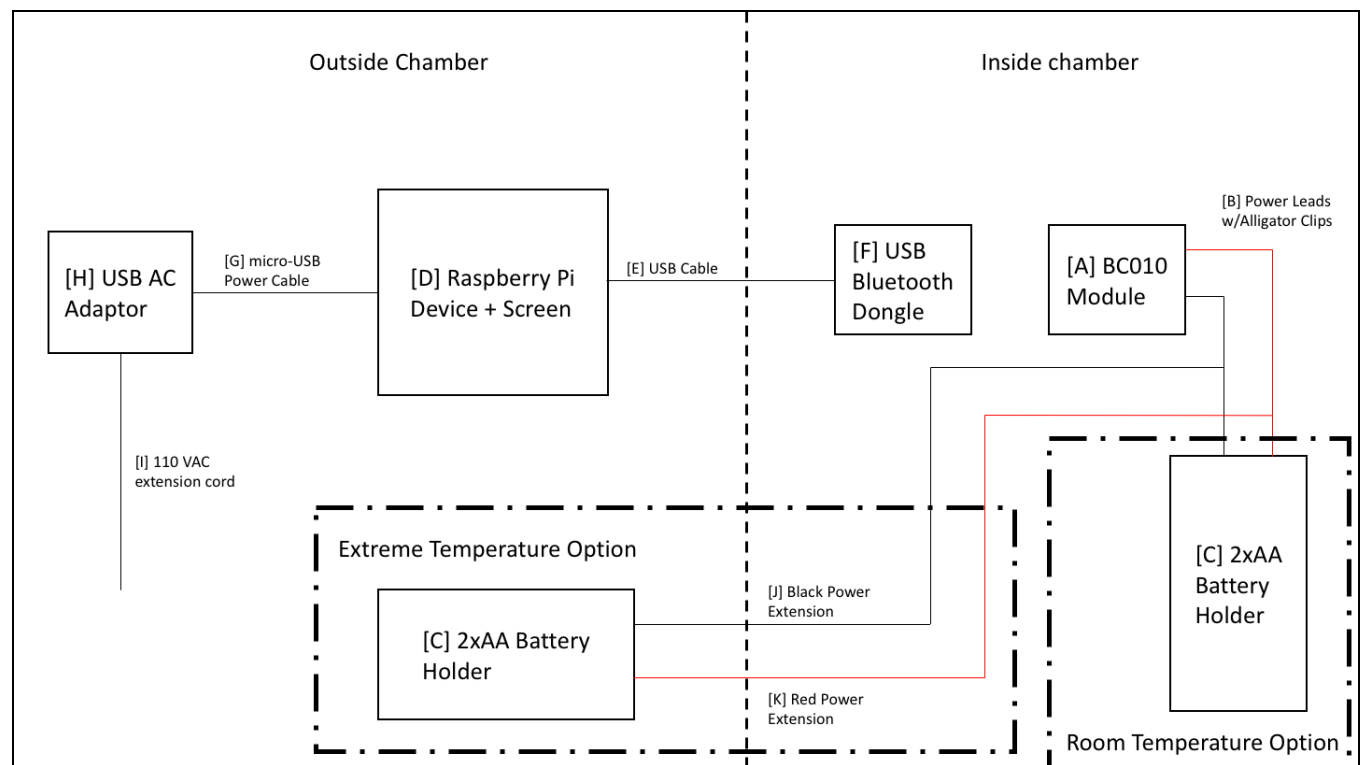 Outside Chamber
Inside chamber
[B] Power Leads
w/Alligator Clips
[H] USB AC
Adaptor
[G] micro-USB
Power Cable
[D] Raspberry Pi
Device + Screen
[E] USB Cable
[F] USB
Bluetooth
Dongle
[A] BC010
Module
[I] 110 VAC
extension cord
Extreme Temperature Option
[C] 2xAA Battery
Holder
[J] Black Power
Extension
[K] Red Power
Extension
[C] 2xAA
Battery
Holder
Room Temperature Option